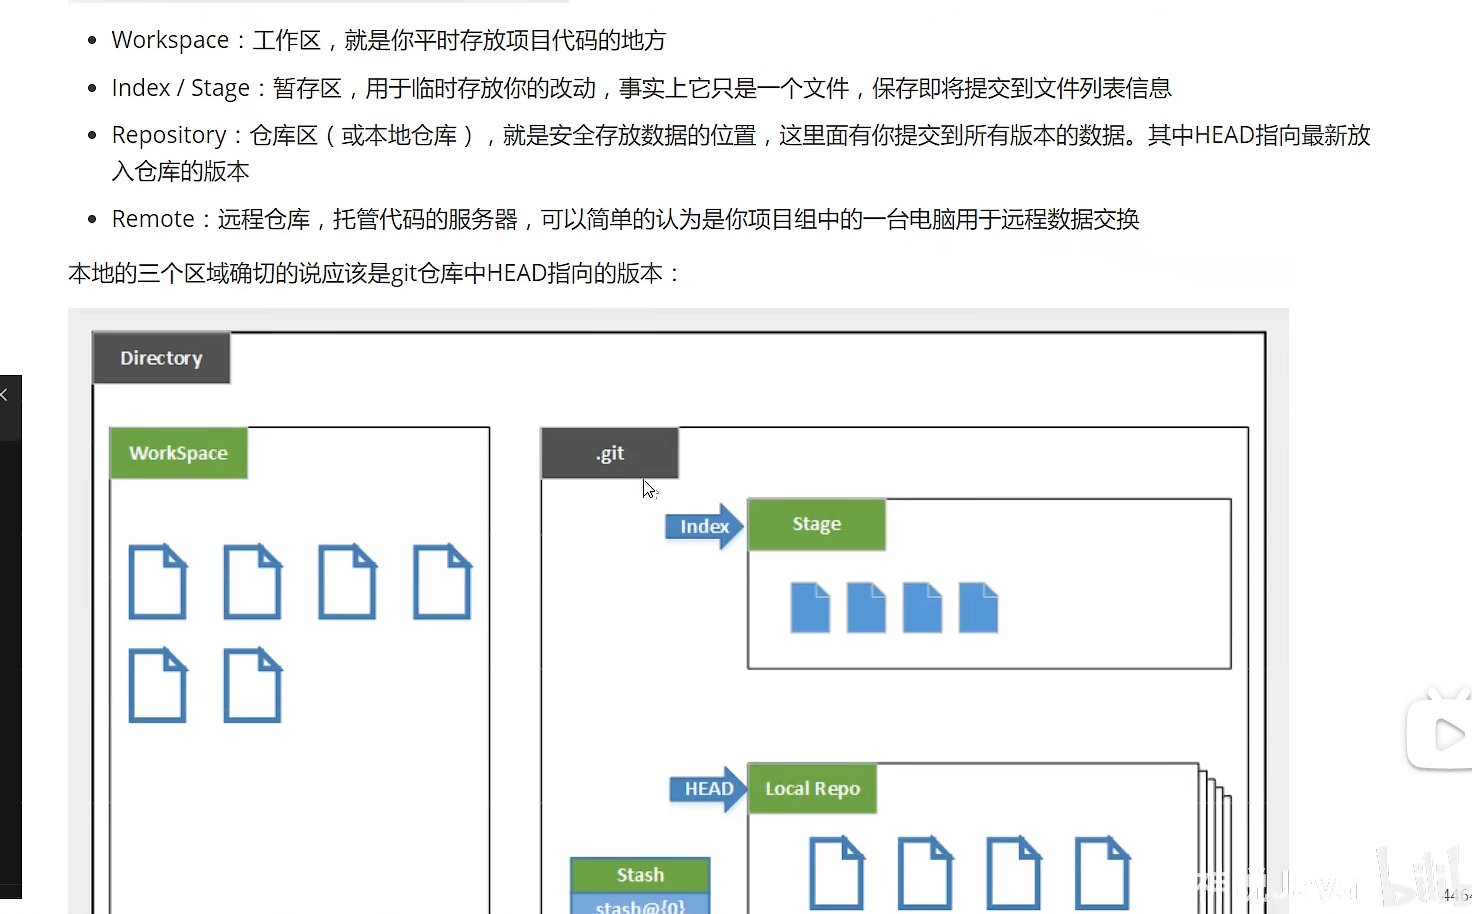 Workspace：工作区，就是你平时存放项目代码的地方
Index / Stage：暂存区，用于临时存放你的改动，事实上它只是一个文件，保存即将提交到文件列表信息
Repository：仓库区（或本地仓库），就是安全存放数据的位置，这里面有你提交到所有版本的数据。其中HEAD指向最新放
入仓库的版本
Remote：远程仓库，托管代码的服务器，可以简单的认为是你项目组中的一台电脑用于远程数据交换
本地的三个区域确切的说应该是git仓库中HEAD指向的版本：
Directory
WorkSpace
.git
Index
Stage
HEAD
Local Repo
Stash
stash@{0}